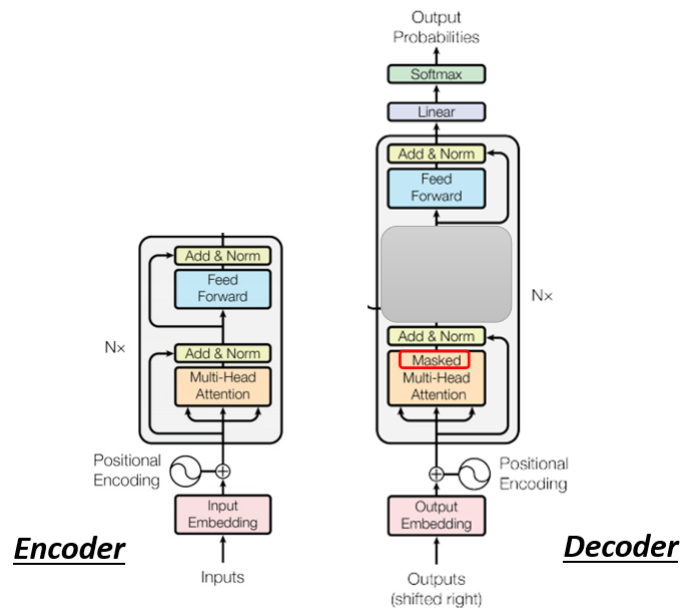 Output
Probabilities
Softmax
Linear
Add & Norm
Feed
Forward
Nx
Add & Norm
Masked
Multi-Head
Attention
Positional
Encoding
Output
Embedding
Outputs
(shifted right)
Decoder
Add & Norm
Feed
Forward
Nx
Add & Norm
Multi-Head
Attention
Positional
Encoding
Input
Embedding
Inputs
Encoder